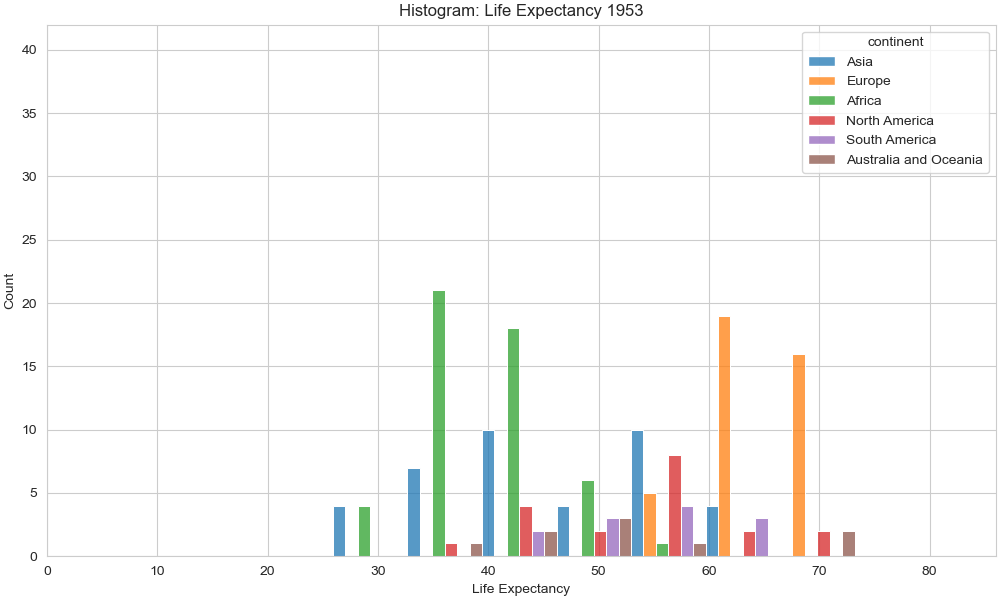 Histogram: Life Expectancy 1953
continent
Asia
Europe
Africa
North America
South America
Australia and Oceania
Count
40
35
30
25
20
15
10
5
0
0 10 20 30 40 50 60 70 80
Life Expectancy